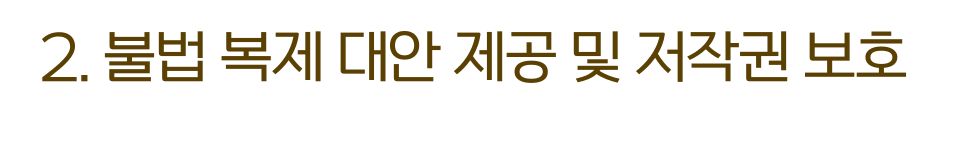 2. 불법 복제 대안 제공 및 저작권 보호